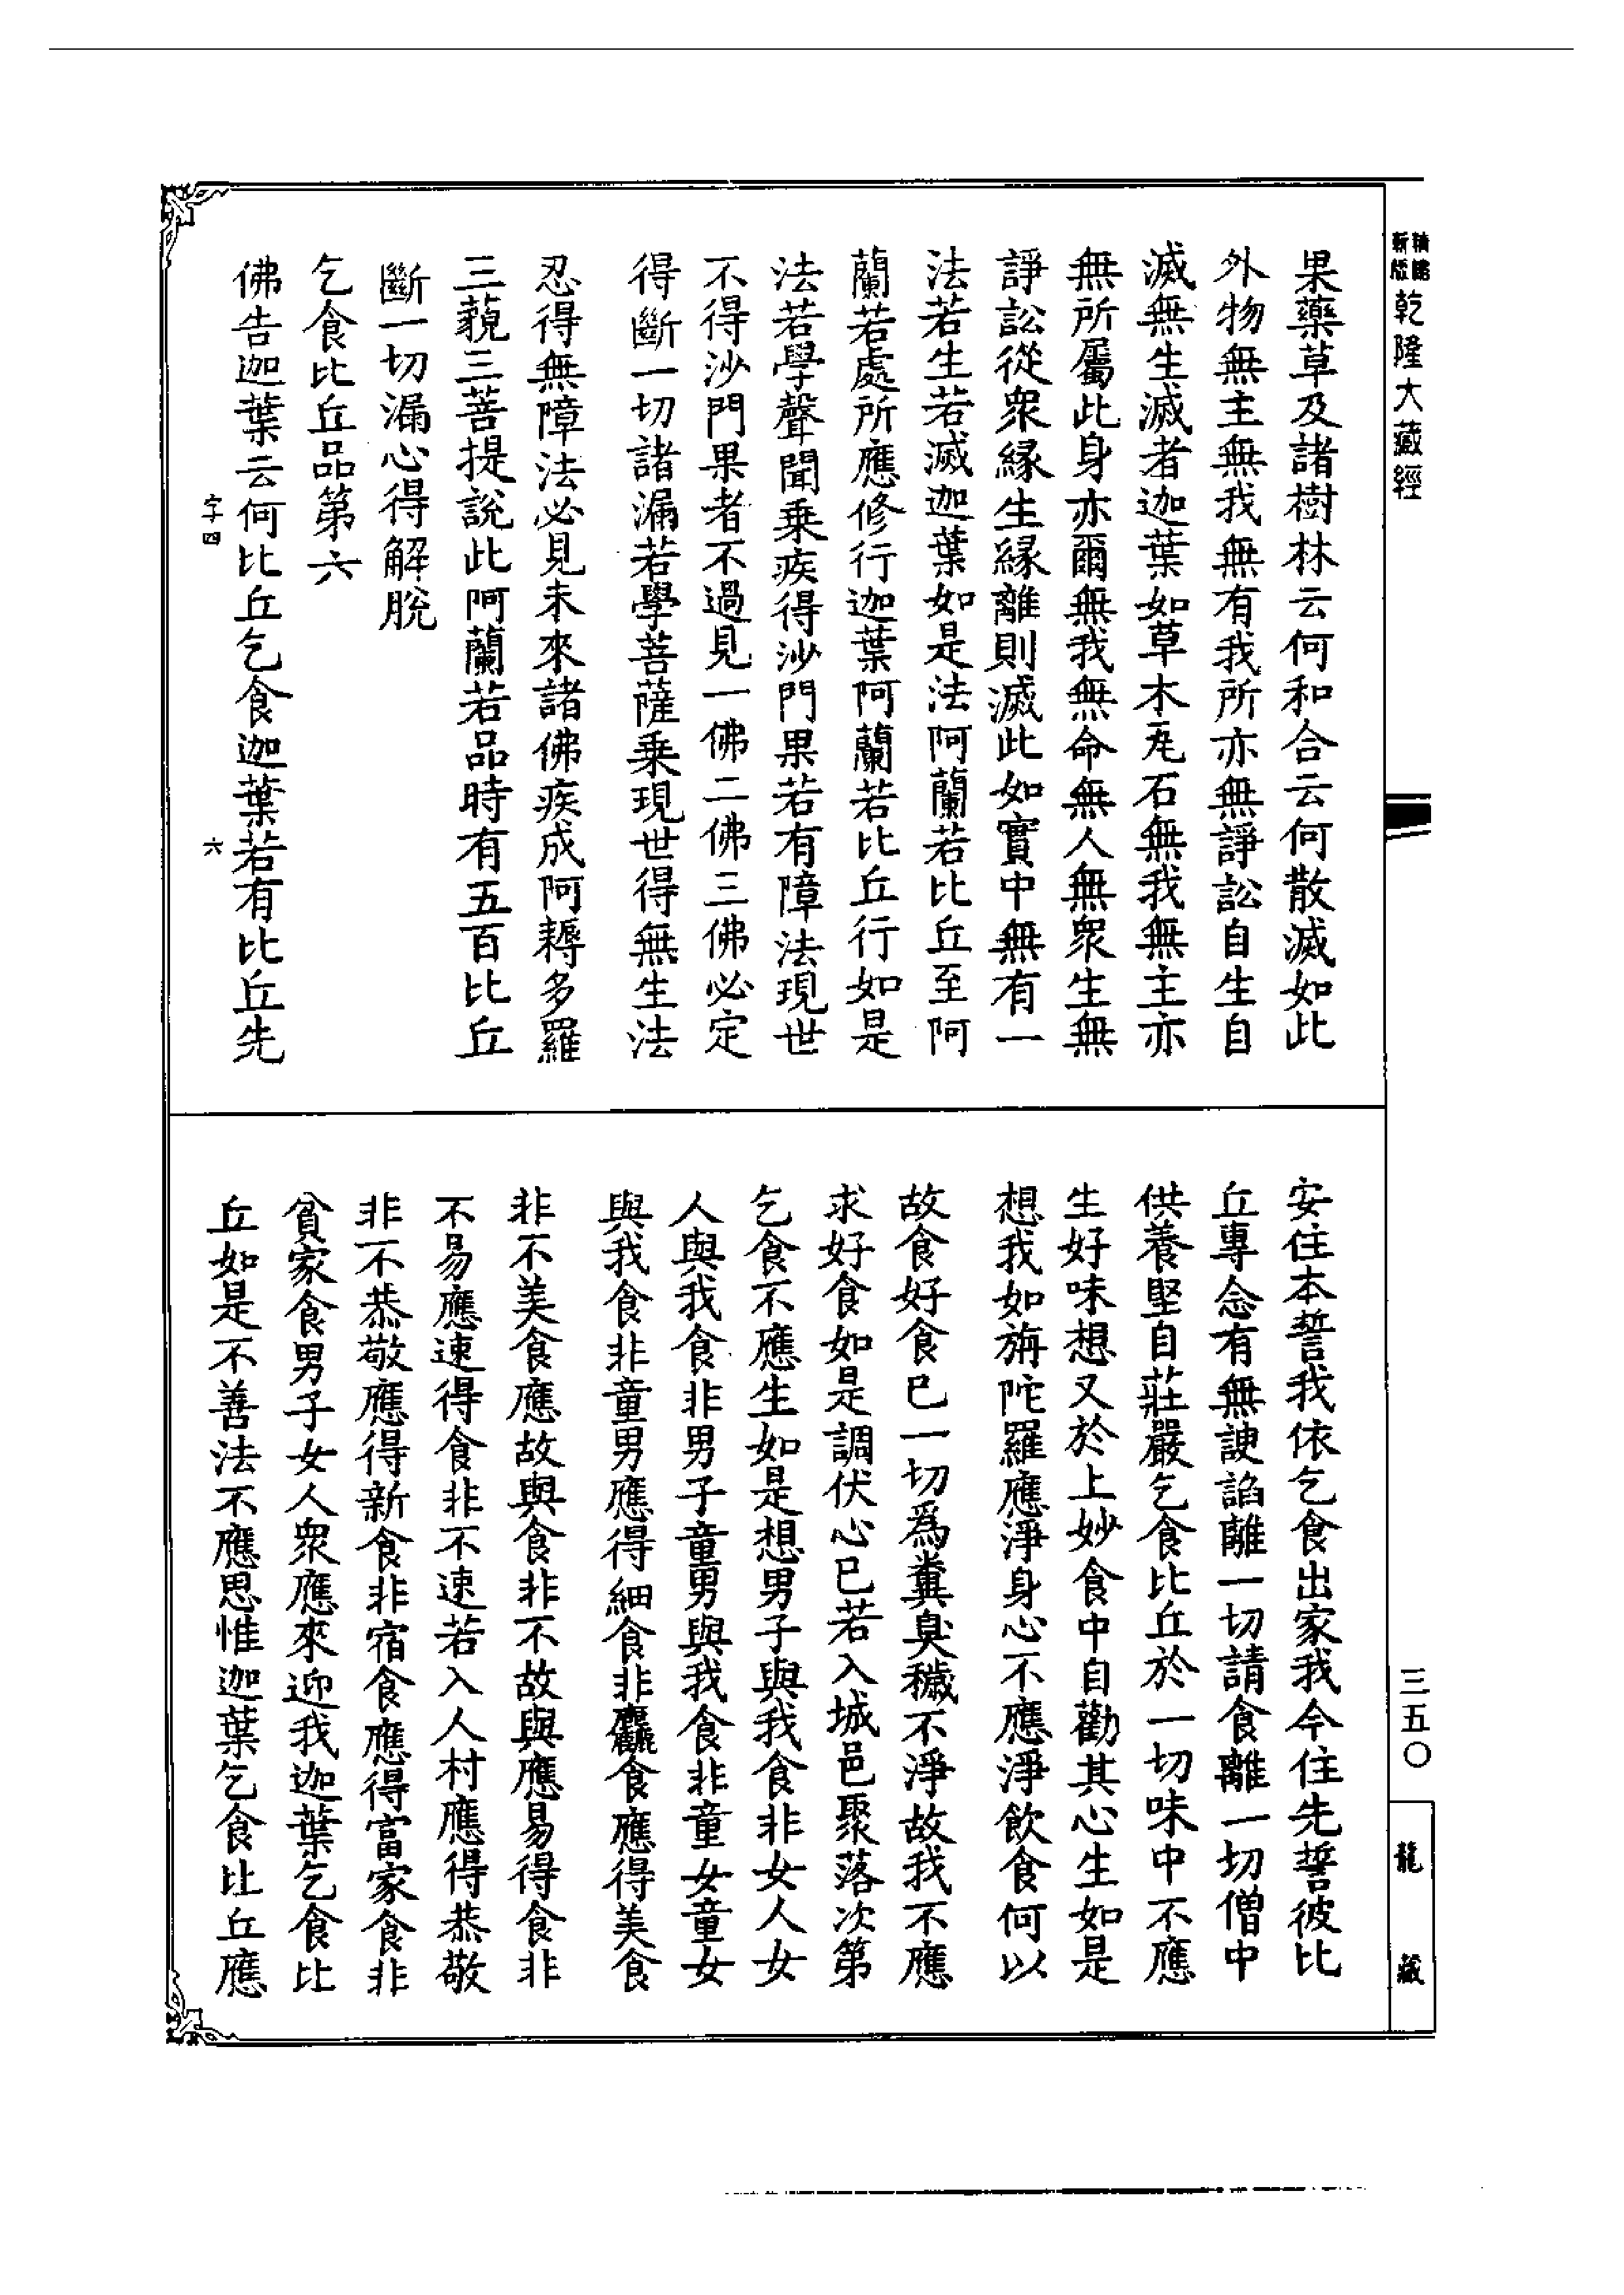 精緻
新版
乾隆大藏經
果藥草及諸樹林云何和合云何散滅如此
外物無主無我無有我所亦無諍訟自生自
滅無生滅者迦葉如草木瓦石無我無主亦
無所屬此身亦爾無我無命無人無衆生無
諍訟從衆緣生緣離則滅此如實中無有一
法若生若滅迦葉如是法阿蘭若比丘至阿
蘭若處所應修行迦葉阿蘭若比丘行如是
法若學聲聞乗疾得沙門果若有障法現世
不得沙門果者不過見一佛二佛三佛必定
得斷一切諸漏若學菩薩乗現世得無生法
忍得無障法必見未來諸佛疾成阿耨多羅
三藐三菩提說此阿蘭若品時有五百比丘
斷一切漏心得解脫
乞食比丘品第六
佛告迦葉云何比丘乞食迦葉若有比丘先
字四
六
安住本誓我依乞食出家我今住先誓彼比
丘專念有無諛諂離一切請食離一切僧中
供養堅自莊嚴乞食比丘於一切味中不應
生好味想又於上妙食中自勸其心生如是
想我如旃陀羅應淨身心不應淨飲食何以
故食好食已一切爲糞臭穢不淨故我不應
求好食如是調伏心已若入城邑聚落次第
乞食不應生如是想男子與我食非女人女
人與我食非男子童男與我食非童女童女
與我食非童男應得細食非麤食應得美食
非不美食應故與食非不故與應易得食非
不易應速得食非不速若入人村應得恭敬
非不恭敬應得新食非宿食應得富家食非
貧家食男子女人衆應來迎我迦葉乞食比
丘如是不善法不應思惟迦葉乞食比丘應
三五〇
龍藏